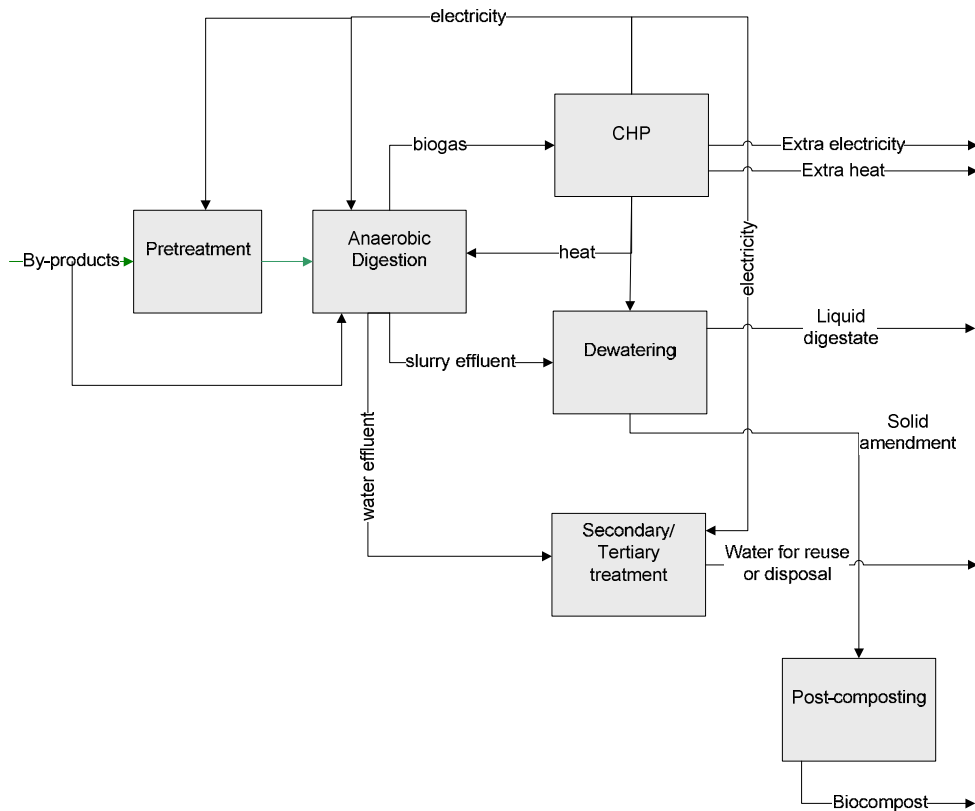 electricity
CHP
biogas
Extra electricity
Extra heat
Pretreatment
Anaerobic
Digestion
By-products
heat
electricity
Liquid
digestate
Dewatering
slurry effluent
water effluent
Solid
amendment
Secondary/
Tertiary
treatment
Water for reuse
or disposal
Post-composting
Biocompost